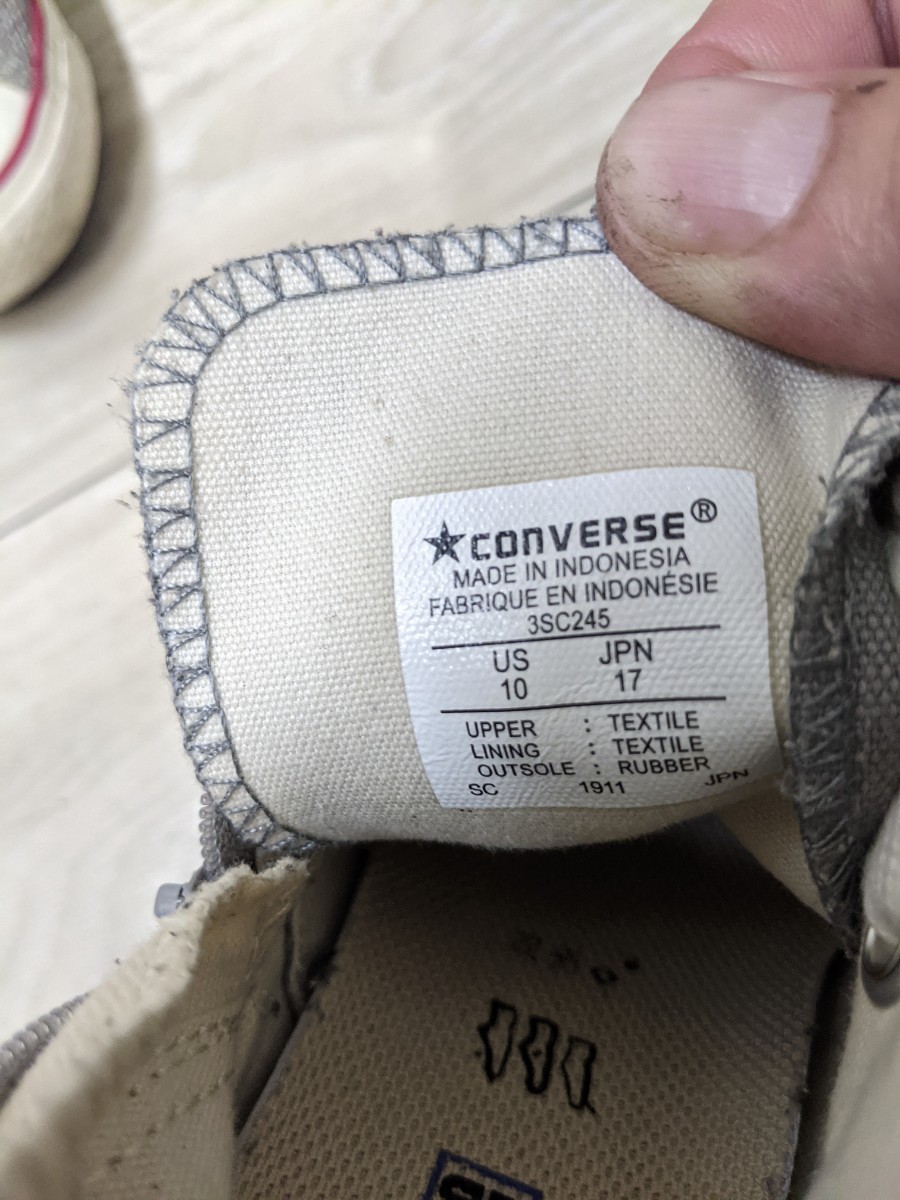 ★CONVERSE®
MADE IN INDONESIA
FABRIQUE EN INDONÉSIE
3SC245
US JPN
10 17
UPPER : TEXTILE
LINING : TEXTILE
OUTSOLE : RUBBER
SC 1911 JPN